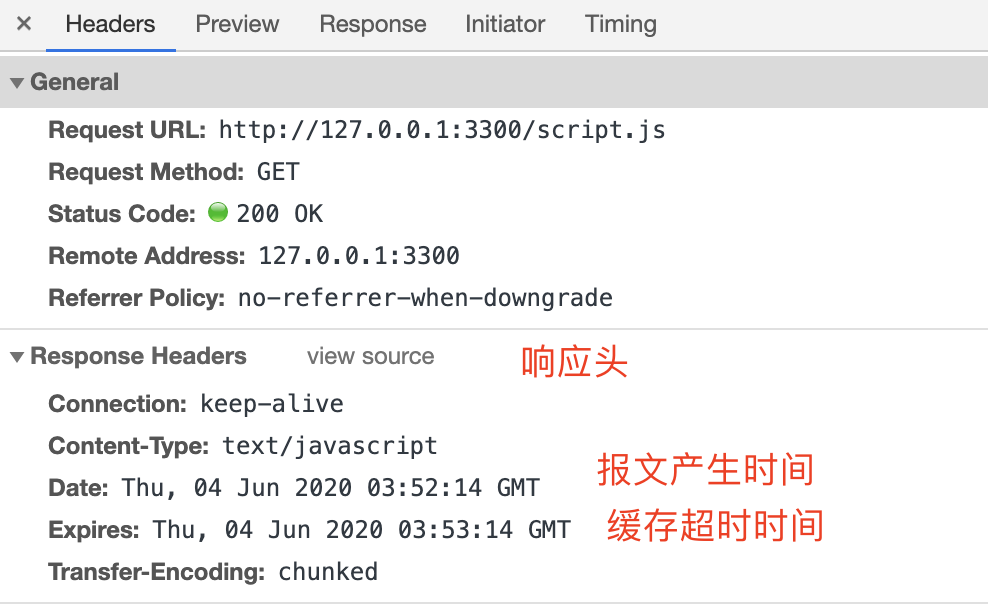 × Headers Preview Response Initiator Timing
▼ General
Request URL: http://127.0.0.1:3300/script.js
Request Method: GET
Status Code: 200 OK
Remote Address: 127.0.0.1:3300
Referrer Policy: no-referrer-when-downgrade
▼ Response Headers view source 响应头
Connection: keep-alive
Content-Type: text/javascript
Date: Thu, 04 Jun 2020 03:52:14 GMT 报文产生时间
Expires: Thu, 04 Jun 2020 03:53:14 GMT 缓存超时时间
Transfer-Encoding: chunked